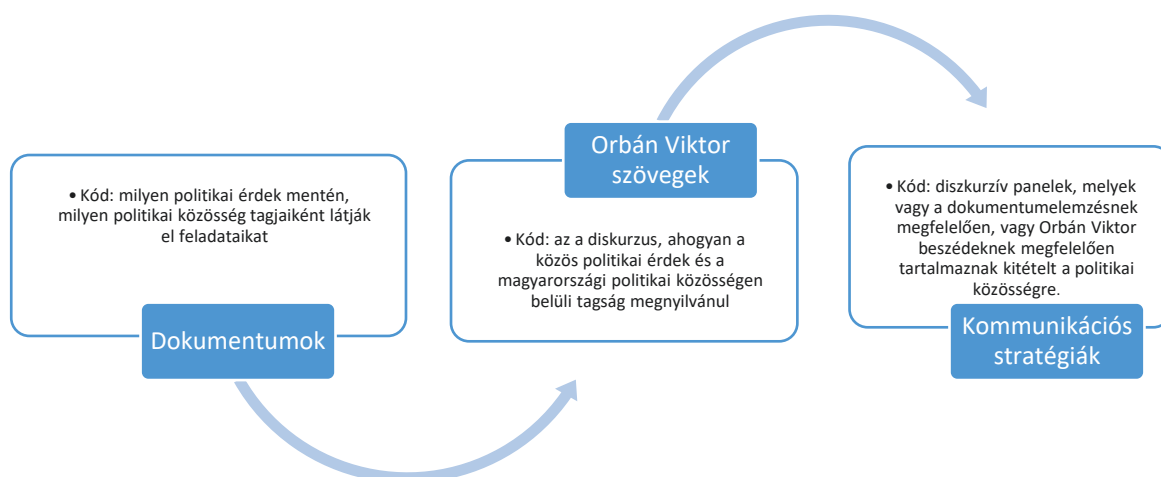 • Kód: milyen politikai érdek mentén,
milyen politikai közösség tagjaiként látják
el feladataikat
Dokumentumok
Orbán Viktor
szövegek
• Kód: az a diskurzus, ahogyan a
közös politikai érdek és a
magyarországi politikai közösségen
belüli tagság megnyilvánul
• Kód: diszkurzív panelek, melyek
vagy a dokumentumelemzésnek
megfelelően, vagy Orbán Viktor
beszédeknek megfelelően
tartalmaznak kitételt a politikai
közösségre.
Kommunikációs
stratégiák